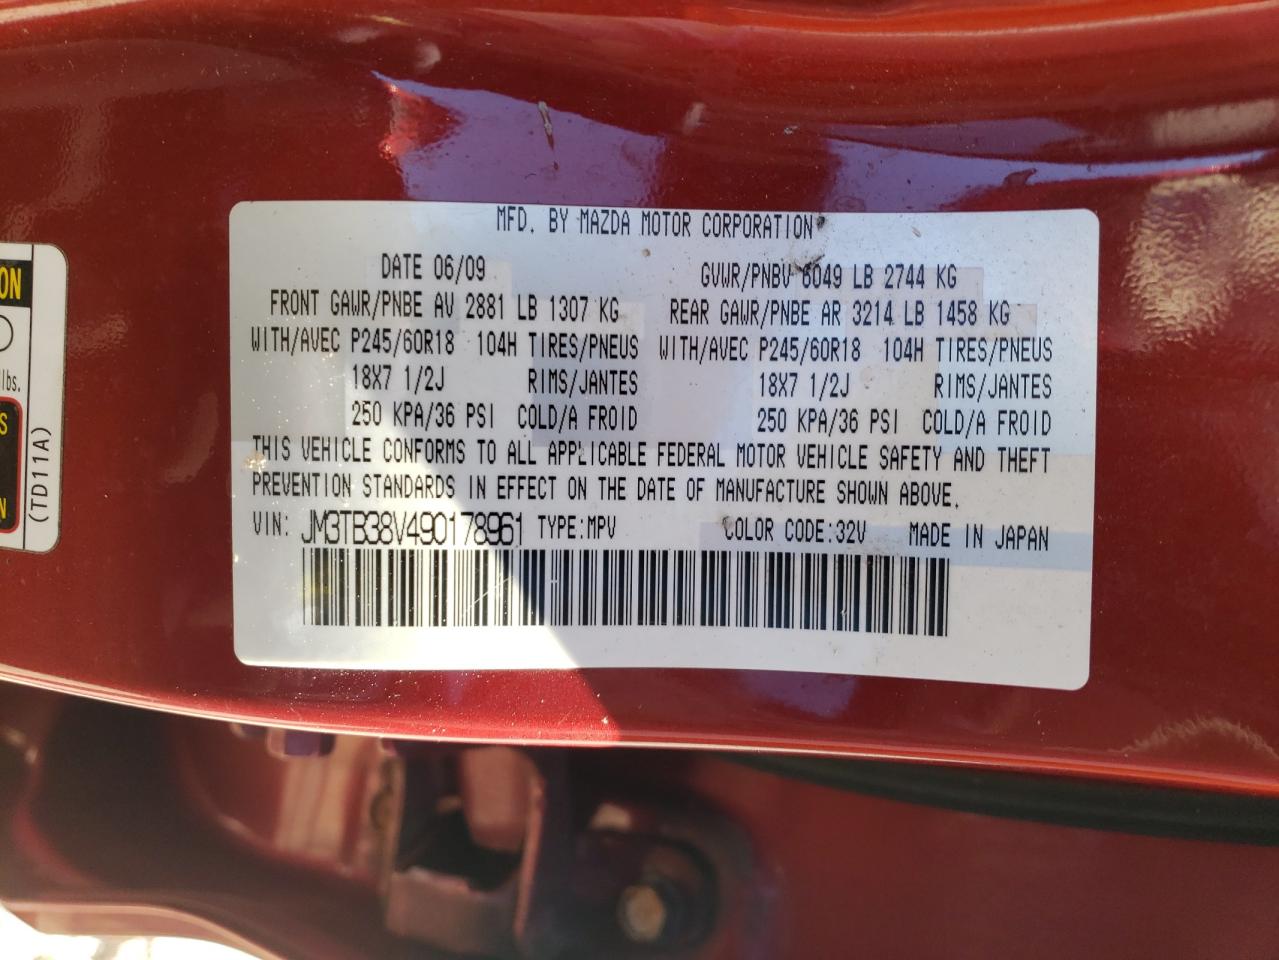 MFD. BY MAZDA MOTOR CORPORATION
DATE 06/09 GVWR/PNBV 6049 LB 2744 KG
FRONT GAWR/PNBE AV 2881 LB 1307 KG REAR GAWR/PNBE AR 3214 LB 1458 KG
WITH/AVEC P245/60R18 104H TIRES/PNEUS WITH/AVEC P245/60R18 104H TIRES/PNEUS
18X7 1/2J RIMS/JANTES 18X7 1/2J RIMS/JANTES
250 KPA/36 PSI COLD/A FROID 250 KPA/36 PSI COLD/A FROID
THIS VEHICLE CONFORMS TO ALL APPLICABLE FEDERAL MOTOR VEHICLE SAFETY AND THEFT
PREVENTION STANDARDS IN EFFECT ON THE DATE OF MANUFACTURE SHOWN ABOVE.
VIN: JM3TB38V490178961 TYPE:MPV COLOR CODE:32V MADE IN JAPAN
ON
lbs.
S
N
(TD11A)